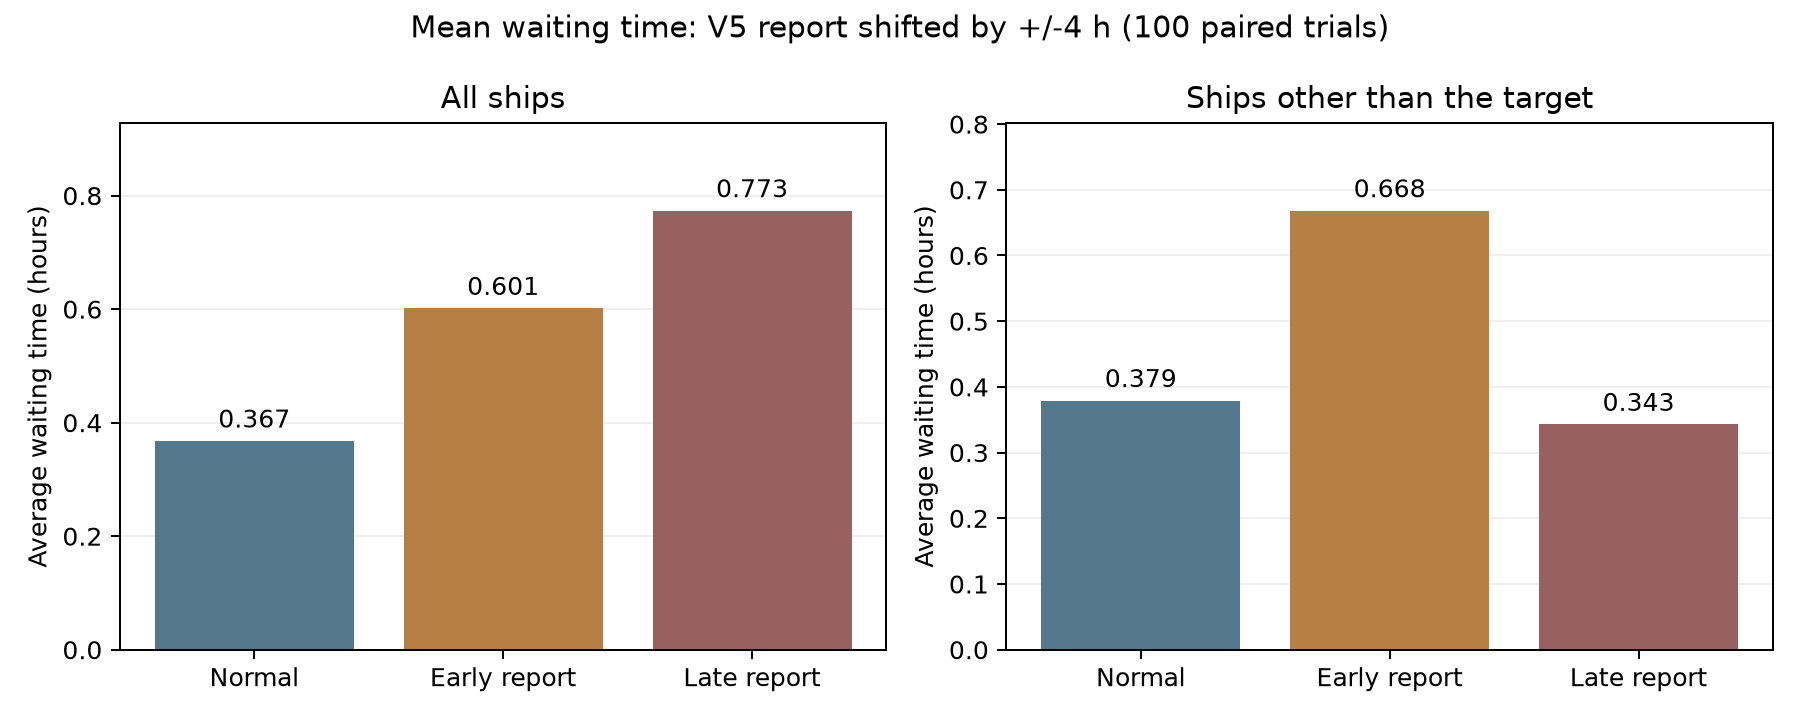 Mean waiting time: V5 report shifted by +/-4 h (100 paired trials)
All ships
Average waiting time (hours)
0.8
0.6
0.4
0.2
0.0
0.367
0.601
0.773
Normal
Early report
Late report
Ships other than the target
Average waiting time (hours)
0.8
0.7
0.6
0.5
0.4
0.3
0.2
0.1
0.0
0.379
0.668
0.343
Normal
Early report
Late report